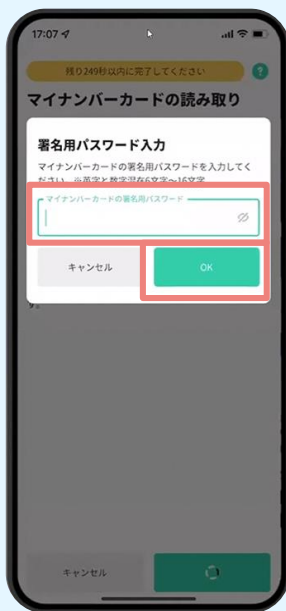 17:07
残り249秒以内に完了してください
?
マイナンバーカードの読み取り
署名用パスワード入力
マイナンバーカードの署名用パスワードを入力してく
ださい。※英字と数字混在6文字～16文字
マイナンバーカードの署名用パスワード
キャンセル
OK
す。
キャンセル